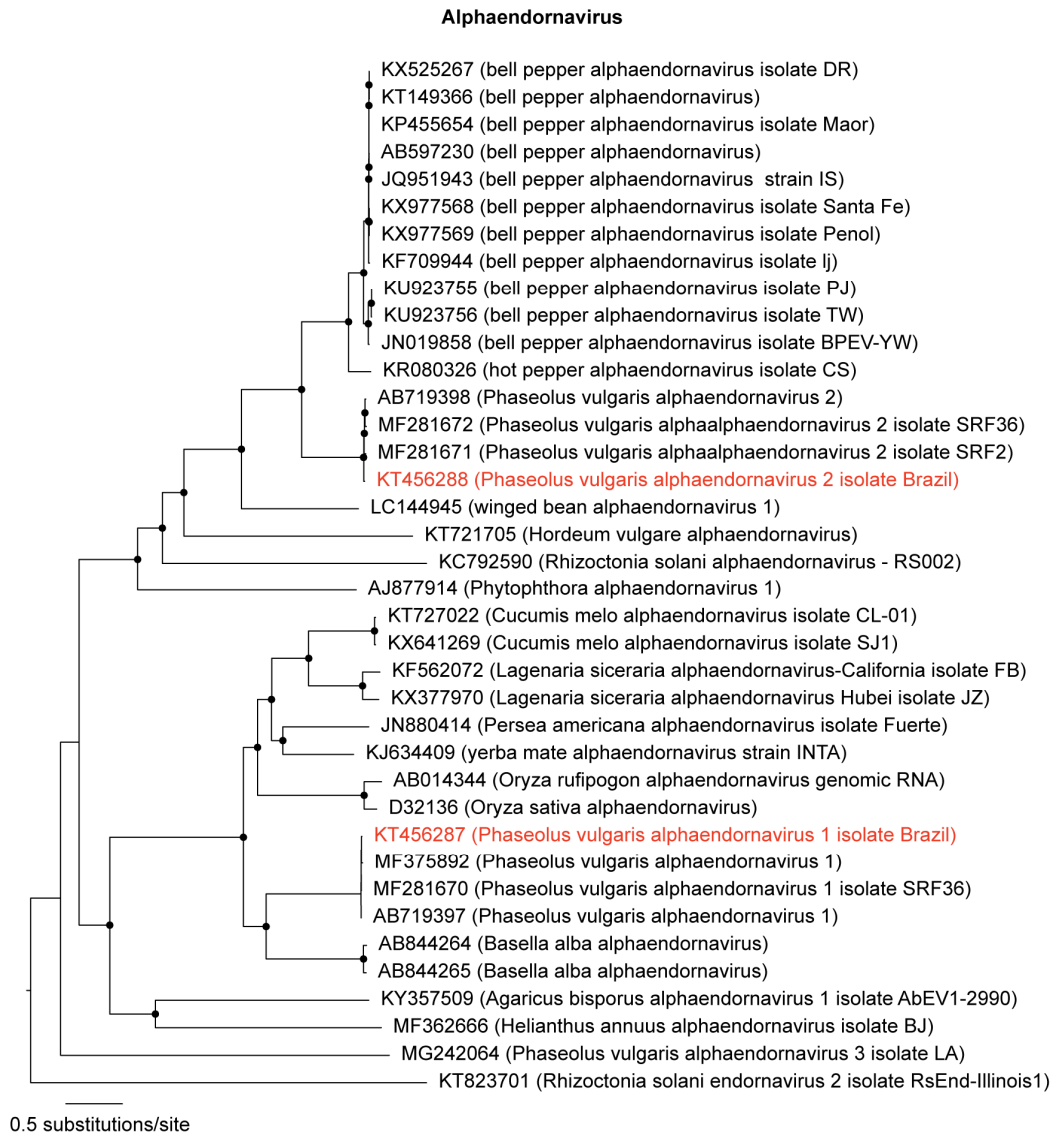 Alphaendornavirus
KX525267 (bell pepper alphaendornavirus isolate DR)
KT149366 (bell pepper alphaendornavirus)
KP455654 (bell pepper alphaendornavirus isolate Maor)
AB597230 (bell pepper alphaendornavirus)
JQ951943 (bell pepper alphaendornavirus  strain IS)
KX977568 (bell pepper alphaendornavirus isolate Santa Fe)
KX977569 (bell pepper alphaendornavirus isolate Penol)
KF709944 (bell pepper alphaendornavirus isolate lj)
KU923755 (bell pepper alphaendornavirus isolate PJ)
KU923756 (bell pepper alphaendornavirus isolate TW)
JN019858 (bell pepper alphaendornavirus isolate BPEV-YW)
KR080326 (hot pepper alphaendornavirus isolate CS)
AB719398 (Phaseolus vulgaris alphaendornavirus 2)
MF281672 (Phaseolus vulgaris alphaalphaendornavirus 2 isolate SRF36)
MF281671 (Phaseolus vulgaris alphaalphaendornavirus 2 isolate SRF2)
KT456288 (Phaseolus vulgaris alphaendornavirus 2 isolate Brazil)
LC144945 (winged bean alphaendornavirus 1)
KT721705 (Hordeum vulgare alphaendornavirus)
KC792590 (Rhizoctonia solani alphaendornavirus - RS002)
AJ877914 (Phytophthora alphaendornavirus 1)
KT727022 (Cucumis melo alphaendornavirus isolate CL-01)
KX641269 (Cucumis melo alphaendornavirus isolate SJ1)
KF562072 (Lagenaria siceraria alphaendornavirus-California isolate FB)
KX377970 (Lagenaria siceraria alphaendornavirus Hubei isolate JZ)
JN880414 (Persea americana alphaendornavirus isolate Fuerte)
KJ634409 (yerba mate alphaendornavirus strain INTA)
AB014344 (Oryza rufipogon alphaendornavirus genomic RNA)
D32136 (Oryza sativa alphaendornavirus)
KT456287 (Phaseolus vulgaris alphaendornavirus 1 isolate Brazil)
MF375892 (Phaseolus vulgaris alphaendornavirus 1)
MF281670 (Phaseolus vulgaris alphaendornavirus 1 isolate SRF36)
AB719397 (Phaseolus vulgaris alphaendornavirus 1)
AB844264 (Basella alba alphaendornavirus)
AB844265 (Basella alba alphaendornavirus)
KY357509 (Agaricus bisporus alphaendornavirus 1 isolate AbEV1-2990)
MF362666 (Helianthus annuus alphaendornavirus isolate BJ)
MG242064 (Phaseolus vulgaris alphaendornavirus 3 isolate LA)
KT823701 (Rhizoctonia solani endornavirus 2 isolate RsEnd-Illinois1)
0.5 substitutions/site